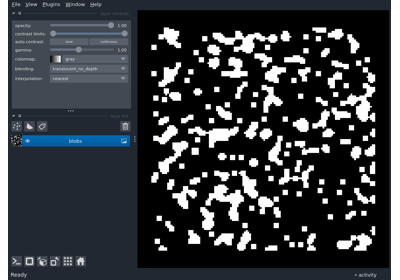 File View Plugins Window Help
opacity: 1.00
contrast limits:
auto-contrast: once continuous
gamma: 1.00
colormap: gray
blending: translucent_no_depth
interpolation: nearest
blobs
Ready
activity